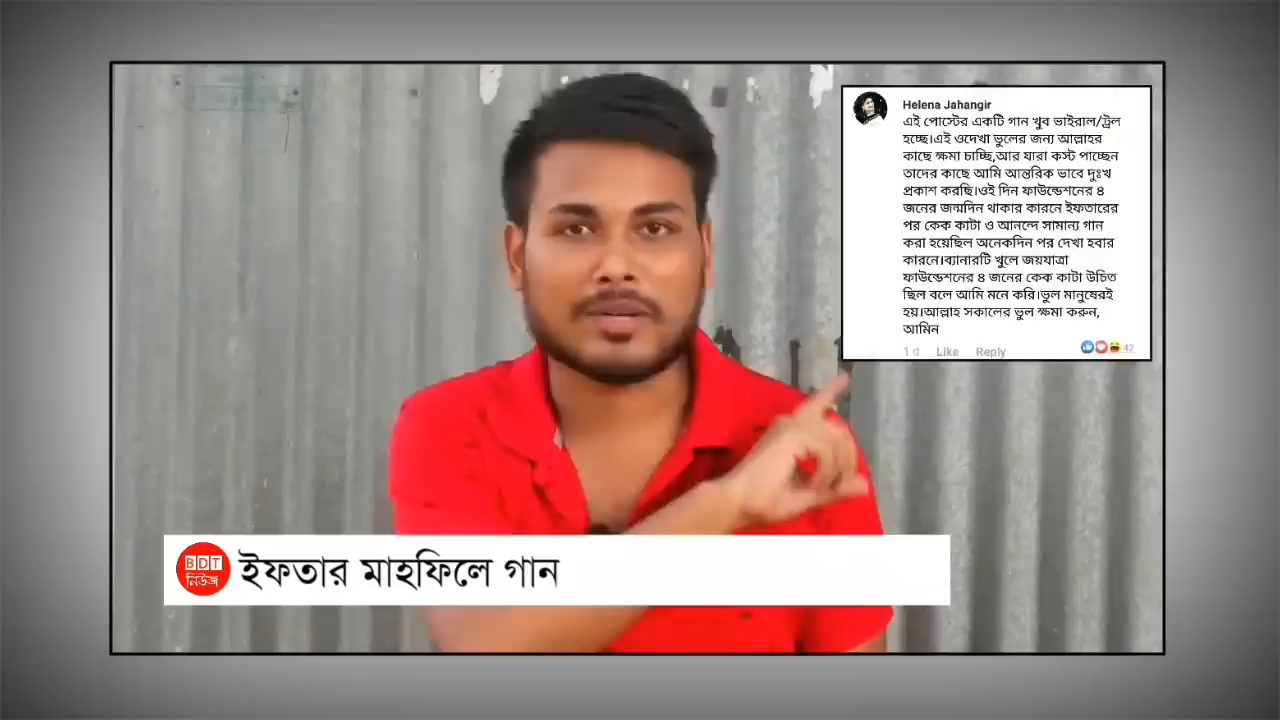 Helena Jahangir
এই পোস্টের একটি গান খুব ভাইরাল/ট্রল
হচ্ছে।এই ওদেখা ভুলের জন্য আল্লাহর
কাছে ক্ষমা চাচ্ছি,আর যারা কস্ট পাচ্ছেন
তাদের কাছে আমি আন্তরিক ভাবে দুঃখ
প্রকাশ করছি।ওই দিন ফাউন্ডেশনের ৪
জনের জন্মদিন থাকার কারনে ইফতারের
পর কেক কাটা ও আনন্দে সামান্য গান
করা হয়েছিল অনেকদিন পর দেখা হবার
কারনে।ব্যানারটি খুলে জয়যাত্রা
ফাউন্ডেশনের ৪ জনের কেক কাটা উচিত
ছিল বলে আমি মনে করি।ভুল মানুষেরই
হয়।আল্লাহ সকালের ভুল ক্ষমা করুন,
আমিন
1 d Like Reply 42
BDT
নিউজ
ইফতার মাহফিলে গান